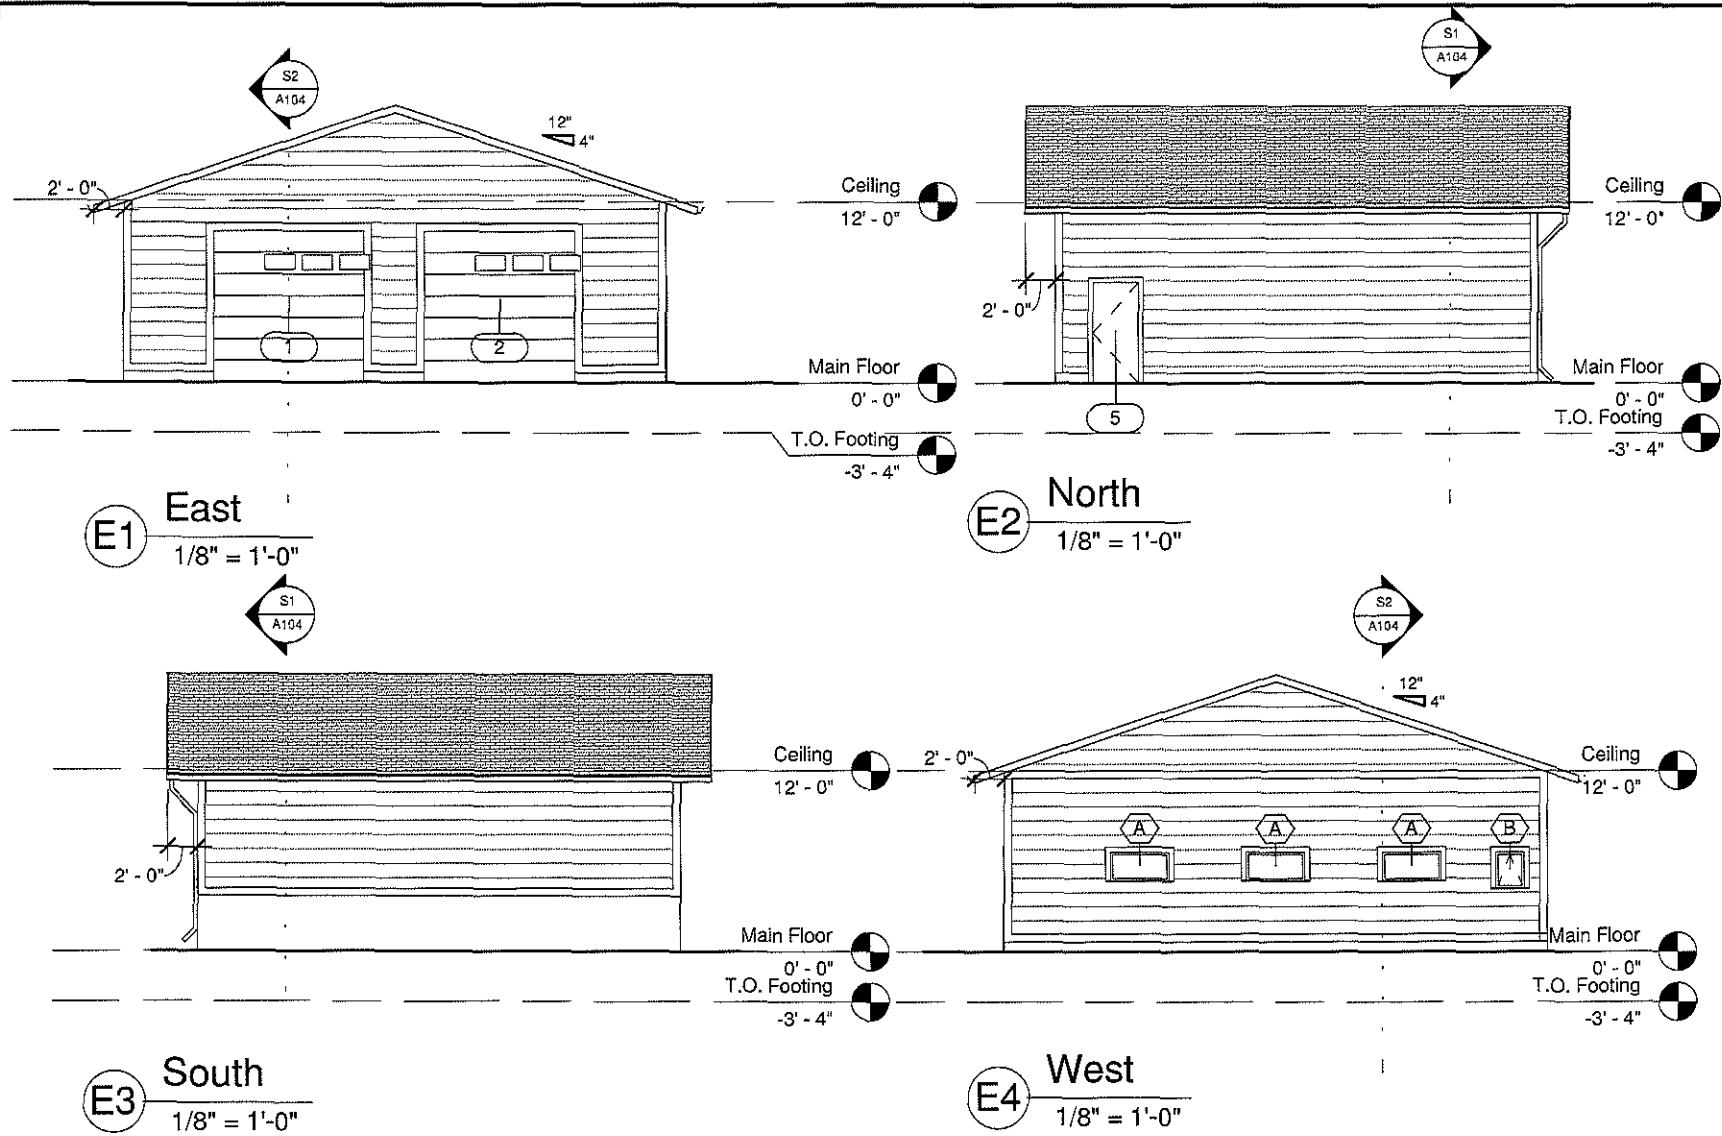 S2
A104
12"
4"
2' - 0"
Ceiling
12' - 0"
1
2
Main Floor
0' - 0"
T.O. Footing
-3' - 4"
E1
East
1/8" = 1'-0"
S1
A104
Ceiling
12' - 0"
2' - 0"
5
Main Floor
0' - 0"
T.O. Footing
-3' - 4"
E2
North
1/8" = 1'-0"
S1
A104
Ceiling
12' - 0"
2' - 0"
Main Floor
0' - 0"
T.O. Footing
-3' - 4"
E3
South
1/8" = 1'-0"
S2
A104
12"
4"
2' - 0"
Ceiling
12' - 0"
A
A
A
B
Main Floor
0' - 0"
T.O. Footing
-3' - 4"
E4
West
1/8" = 1'-0"